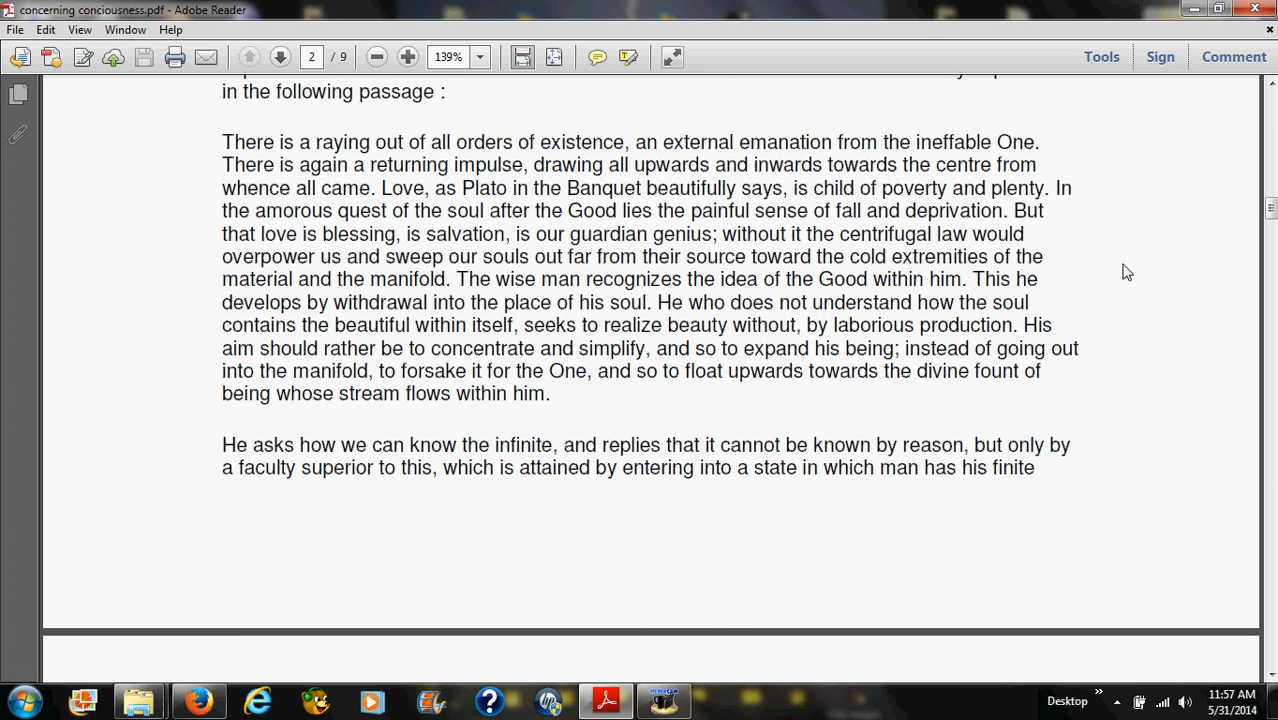 concerning conciousness.pdf - Adobe Reader
File Edit View Window Help
2 / 9 139% Tools Sign Comment
in the following passage :
There is a raying out of all orders of existence, an external emanation from the ineffable One.
There is again a returning impulse, drawing all upwards and inwards towards the centre from
whence all came. Love, as Plato in the Banquet beautifully says, is child of poverty and plenty. In
the amorous quest of the soul after the Good lies the painful sense of fall and deprivation. But
that love is blessing, is salvation, is our guardian genius; without it the centrifugal law would
overpower us and sweep our souls out far from their source toward the cold extremities of the
material and the manifold. The wise man recognizes the idea of the Good within him. This he
develops by withdrawal into the place of his soul. He who does not understand how the soul
contains the beautiful within itself, seeks to realize beauty without, by laborious production. His
aim should rather be to concentrate and simplify, and so to expand his being; instead of going out
into the manifold, to forsake it for the One, and so to float upwards towards the divine fount of
being whose stream flows within him.
He asks how we can know the infinite, and replies that it cannot be known by reason, but only by
a faculty superior to this, which is attained by entering into a state in which man has his finite
Desktop
11:57 AM
5/31/2014